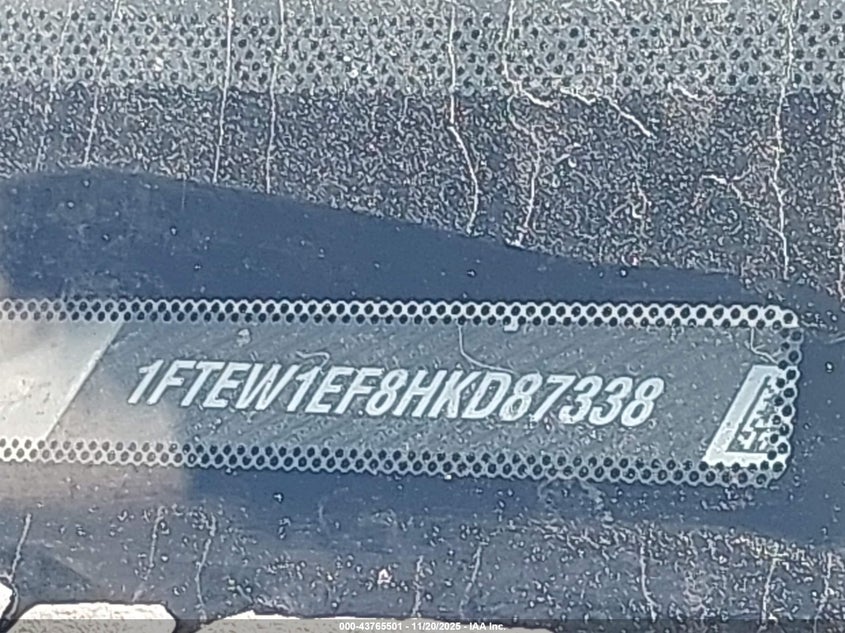 1FTEW1EF8HKD87338
000-43765501 - 11/20/2025 - IAA Inc.